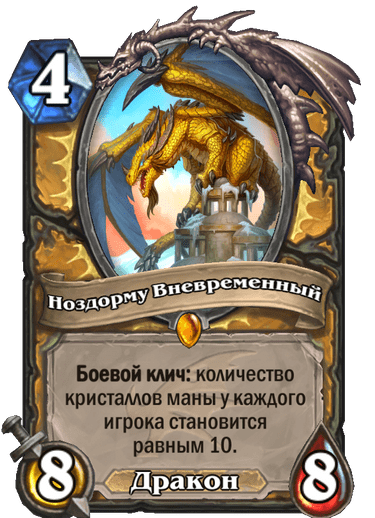 4
Ноздорму Вневременный
Боевой клич: количество
кристаллов маны у каждого
игрока становится
равным 10.
8
Дракон
8